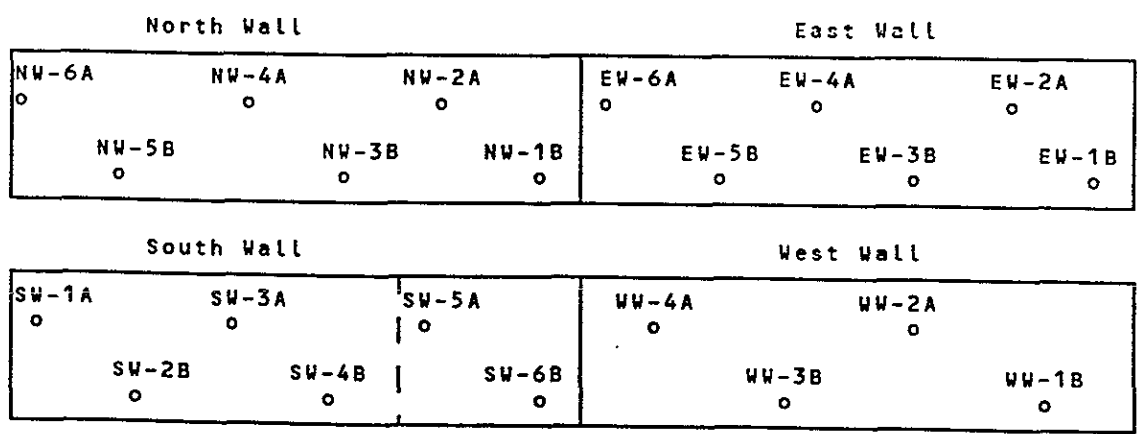 North Wall
East Wall
NW-6A NW-4A NW-2A EW-6A EW-4A EW-2A
NW-5B NW-3B NW-1B EW-5B EW-3B EW-1B
South Wall
West Wall
SW-1A SW-3A SW-5A WW-4A WW-2A
SW-2B SW-4B SW-6B WW-3B WW-1B